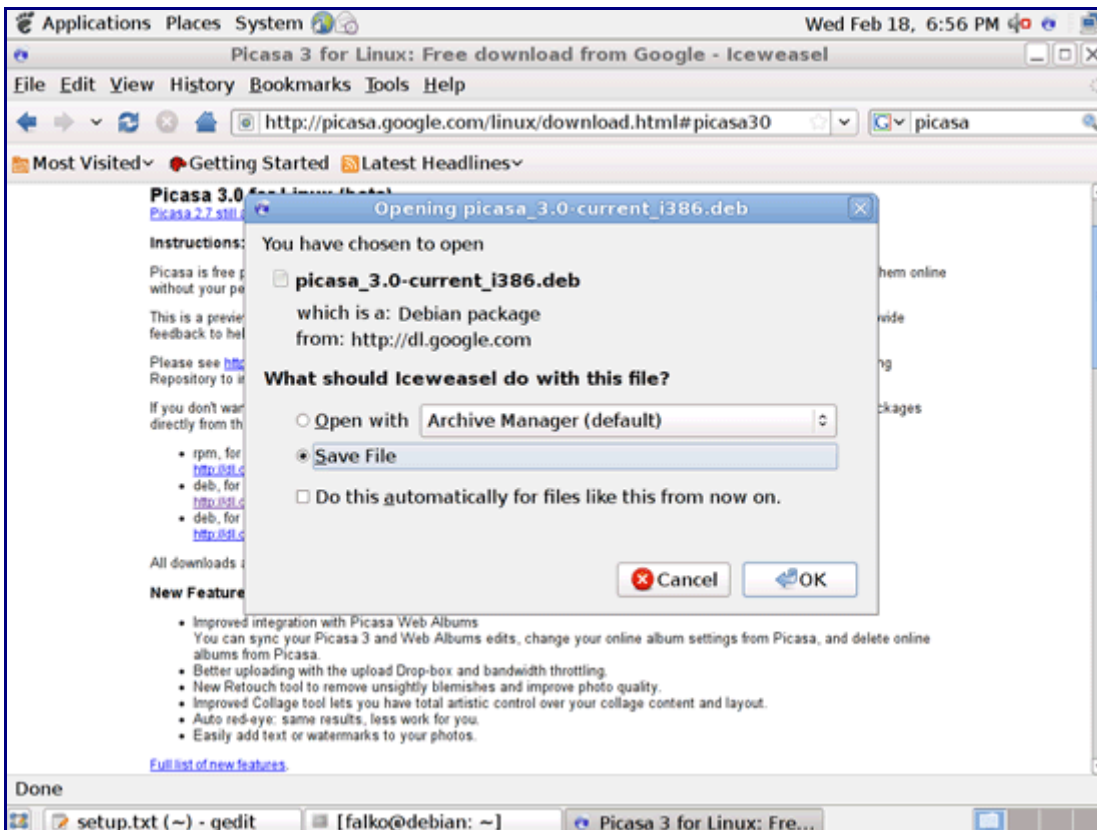 Applications Places System Wed Feb 18, 6:56 PM
Picasa 3 for Linux: Free download from Google - Iceweasel
File Edit View History Bookmarks Tools Help
http://picasa.google.com/linux/download.html#picasa30 G picasa
Most Visited Getting Started Latest Headlines
Picasa 3.0 for Linux (beta)
Picasa 2.7 still
Opening picasa_3.0-current_i386.deb
Instructions:
You have chosen to open
Picasa is free hem online
without your pe
picasa_3.0-current_i386.deb
This is a previe vide
feedback to hel
which is a: Debian package
from: http://dl.google.com
Please see ng
Repository to i
What should Iceweasel do with this file?
If you don't wan ckages
directly from th
Open with Archive Manager (default)
rpm, for
Save File
deb, for
Do this automatically for files like this from now on.
deb, for
All downloads
Cancel OK
New Feature
Improved integration with Picasa Web Albums
You can sync your Picasa 3 and Web Albums edits, change your online album settings from Picasa, and delete online
albums from Picasa.
Better uploading with the upload Drop-box and bandwidth throttling.
New Retouch tool to remove unsightly blemishes and improve photo quality.
Improved Collage tool lets you have total artistic control over your collage content and layout.
Auto red-eye: same results, less work for you.
Easily add text or watermarks to your photos.
Full list of new features.
Done
setup.txt (~) - gedit [falko@debian: ~] Picasa 3 for Linux: Fre...